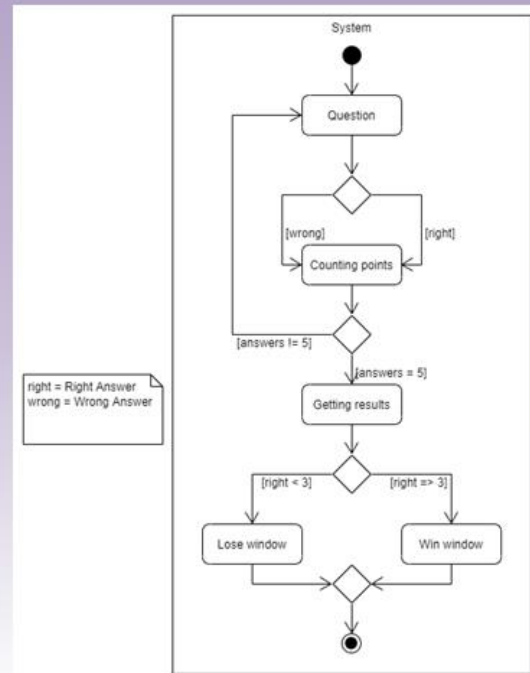 System
Question
[wrong]
[right]
Counting points
[answers != 5]
[answers = 5]
right = Right Answer
wrong = Wrong Answer
Getting results
[right < 3]
[right => 3]
Lose window
Win window